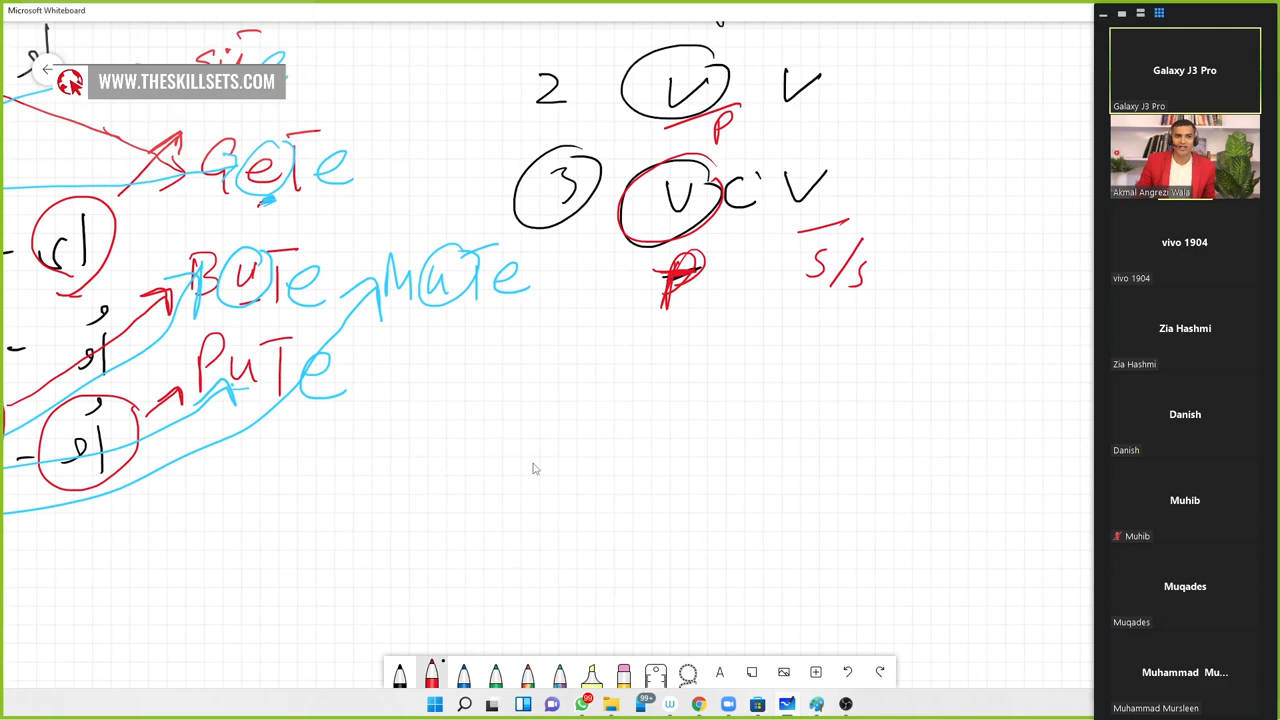 Microsoft Whiteboard
WWW.THESKILLSETS.COM
GeTe
BuTe
MuTe
PuTe
2 V V
P
3 V C V
P S/S
Galaxy J3 Pro
Galaxy J3 Pro
Akmal Angrezi Wala
vivo 1904
vivo 1904
Zia Hashmi
Zia Hashmi
Danish
Danish
Muhib
Muhib
Muqades
Muqades
Muhammad Mu...
Muhammad Mursleen
A
99
99+